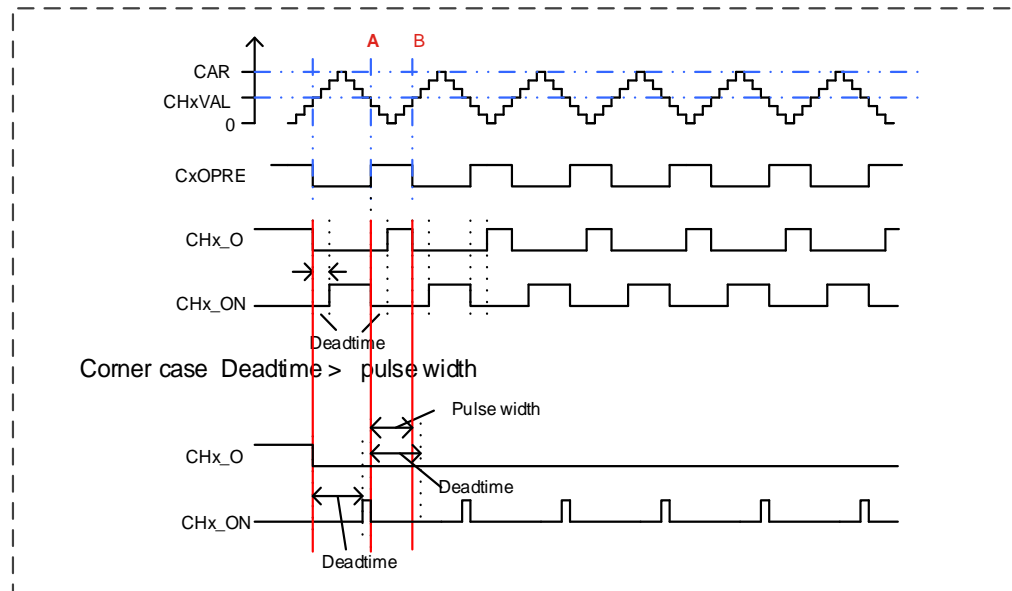 A B
CAR
CHxVAL
0
CxOPRE
CHx_O
CHx_ON
Deadtime
Corner case Deadtime > pulse width
Pulse width
CHx_O
Deadtime
CHx_ON
Deadtime